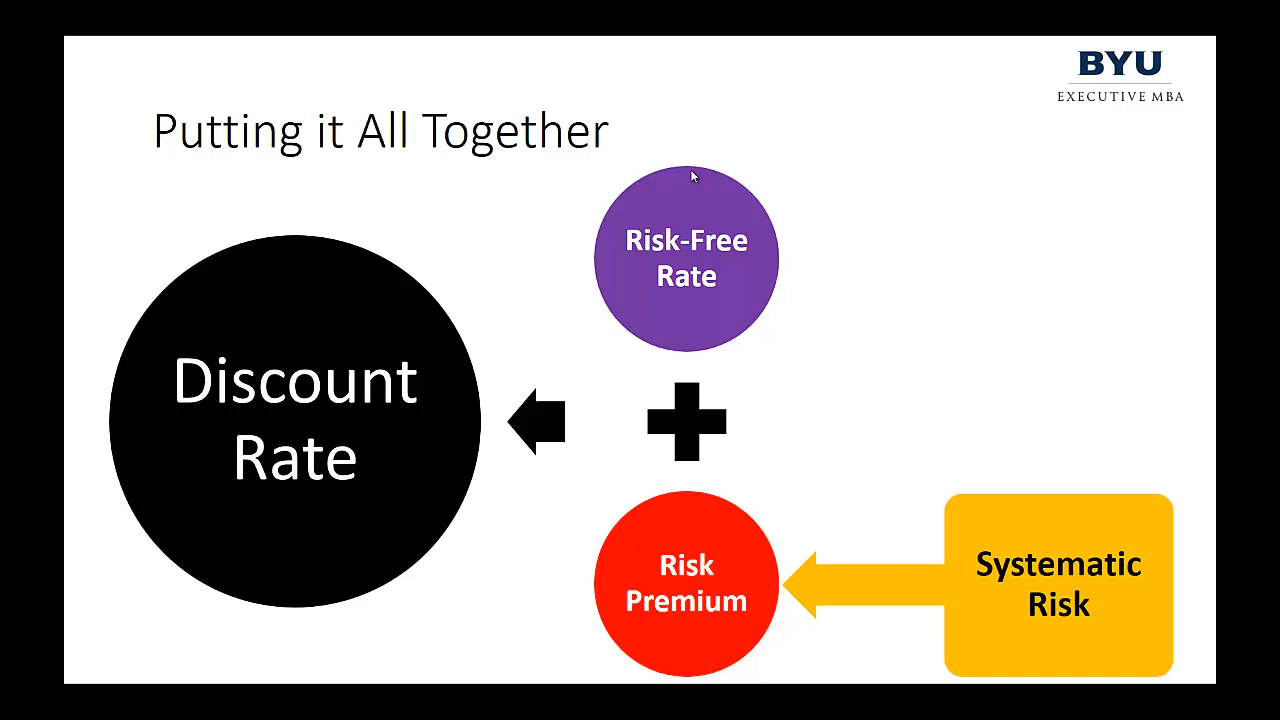 BYU
EXECUTIVE MBA
Putting it All Together
Risk-Free
Rate
Discount
Rate
Risk
Premium
Systematic
Risk